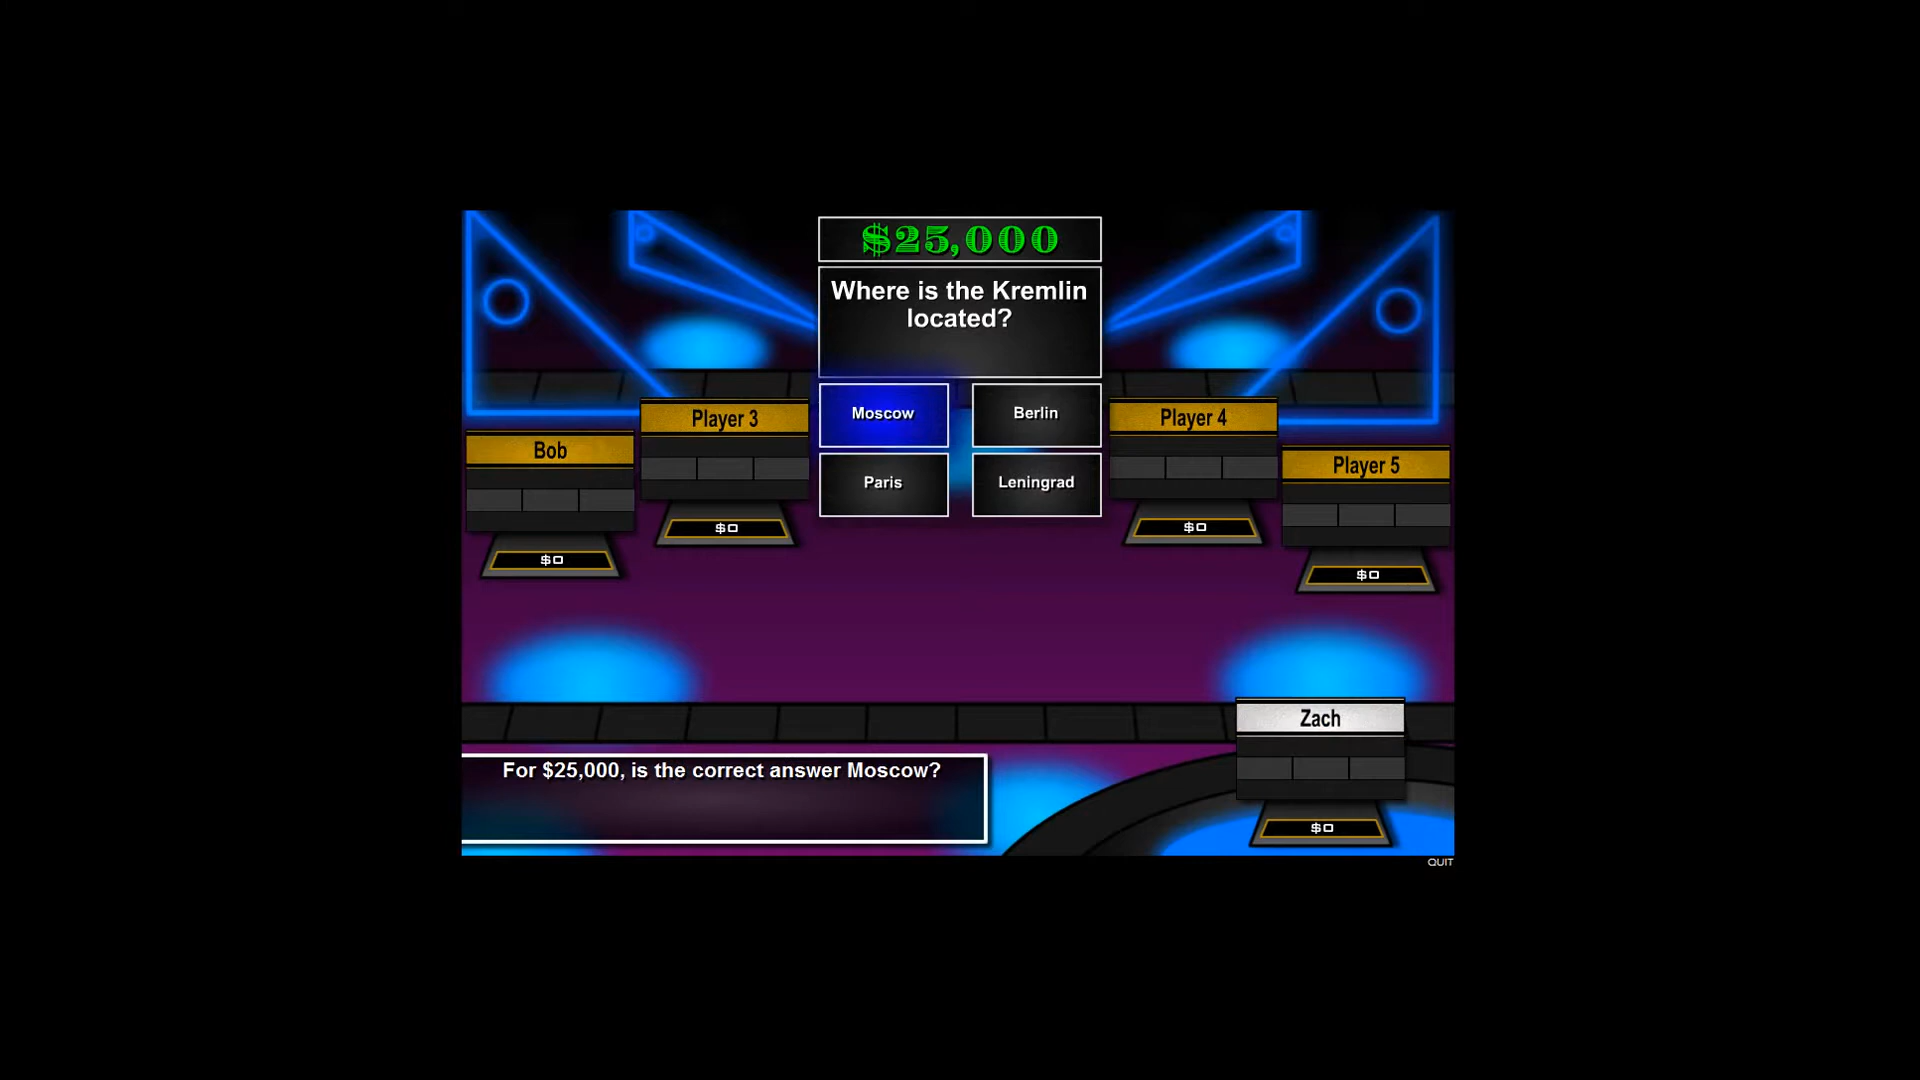 $25,000
Where is the Kremlin
located?
Moscow
Berlin
Paris
Leningrad
Player 3
$0
Bob
$0
Player 4
$0
Player 5
$0
Zach
$0
For $25,000, is the correct answer Moscow?
QUIT